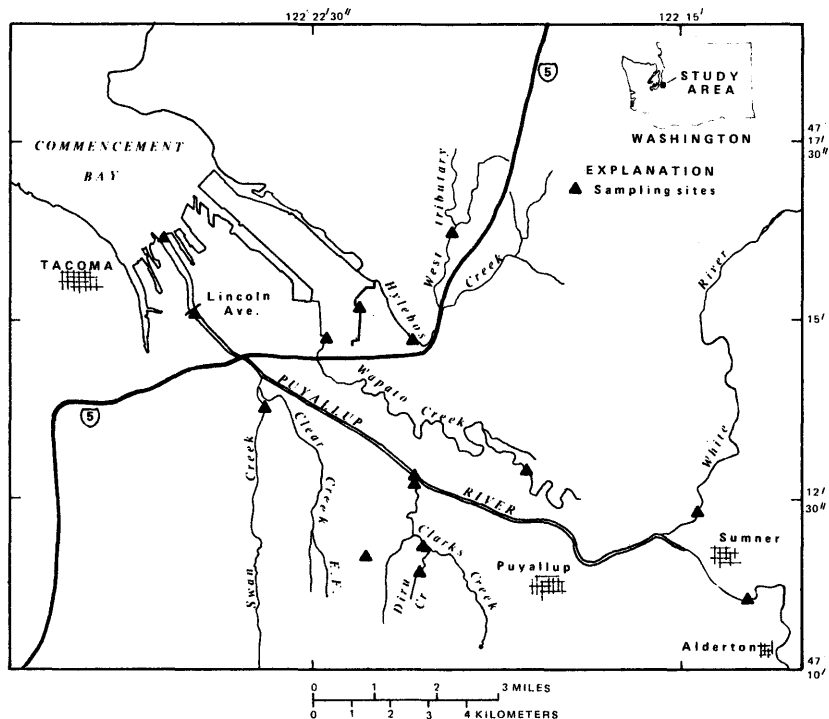 122° 22' 30"
122° 15'
5
STUDY
AREA
WASHINGTON
47°
17'
30"
COMMENCEMENT
BAY
EXPLANATION
Sampling sites
West tributary
Creek
River
TACOMA
Lincoln
Ave.
Hylebos
15'
PUYALLUP
Wapato Creek
5
Clear
Creek
Creek
White
RIVER
12'
30"
Sumner
Clarks
Creek
Puyallup
E.F.
Swan
Diru
Cr
Alderton
47°
10'
0 1 2 3 MILES
0 1 2 3 4 KILOMETERS